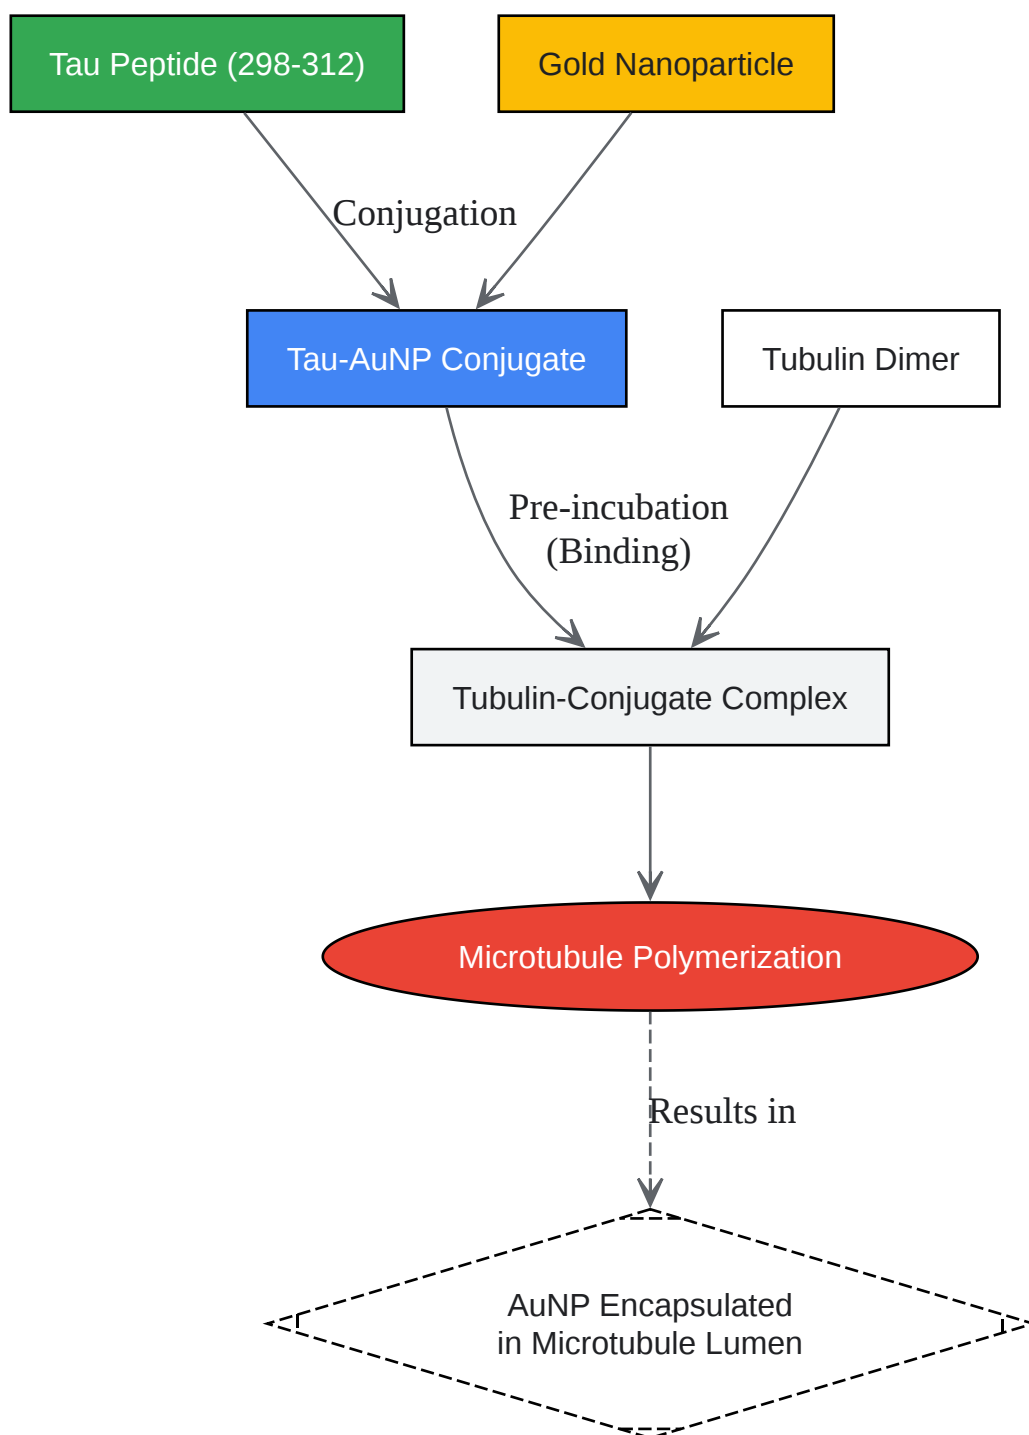 Tau Peptide (298-312)
Gold Nanoparticle
Conjugation
Tau-AuNP Conjugate
Tubulin Dimer
Pre-incubation
(Binding)
Tubulin-Conjugate Complex
Microtubule Polymerization
Results in
AuNP Encapsulated
in Microtubule Lumen